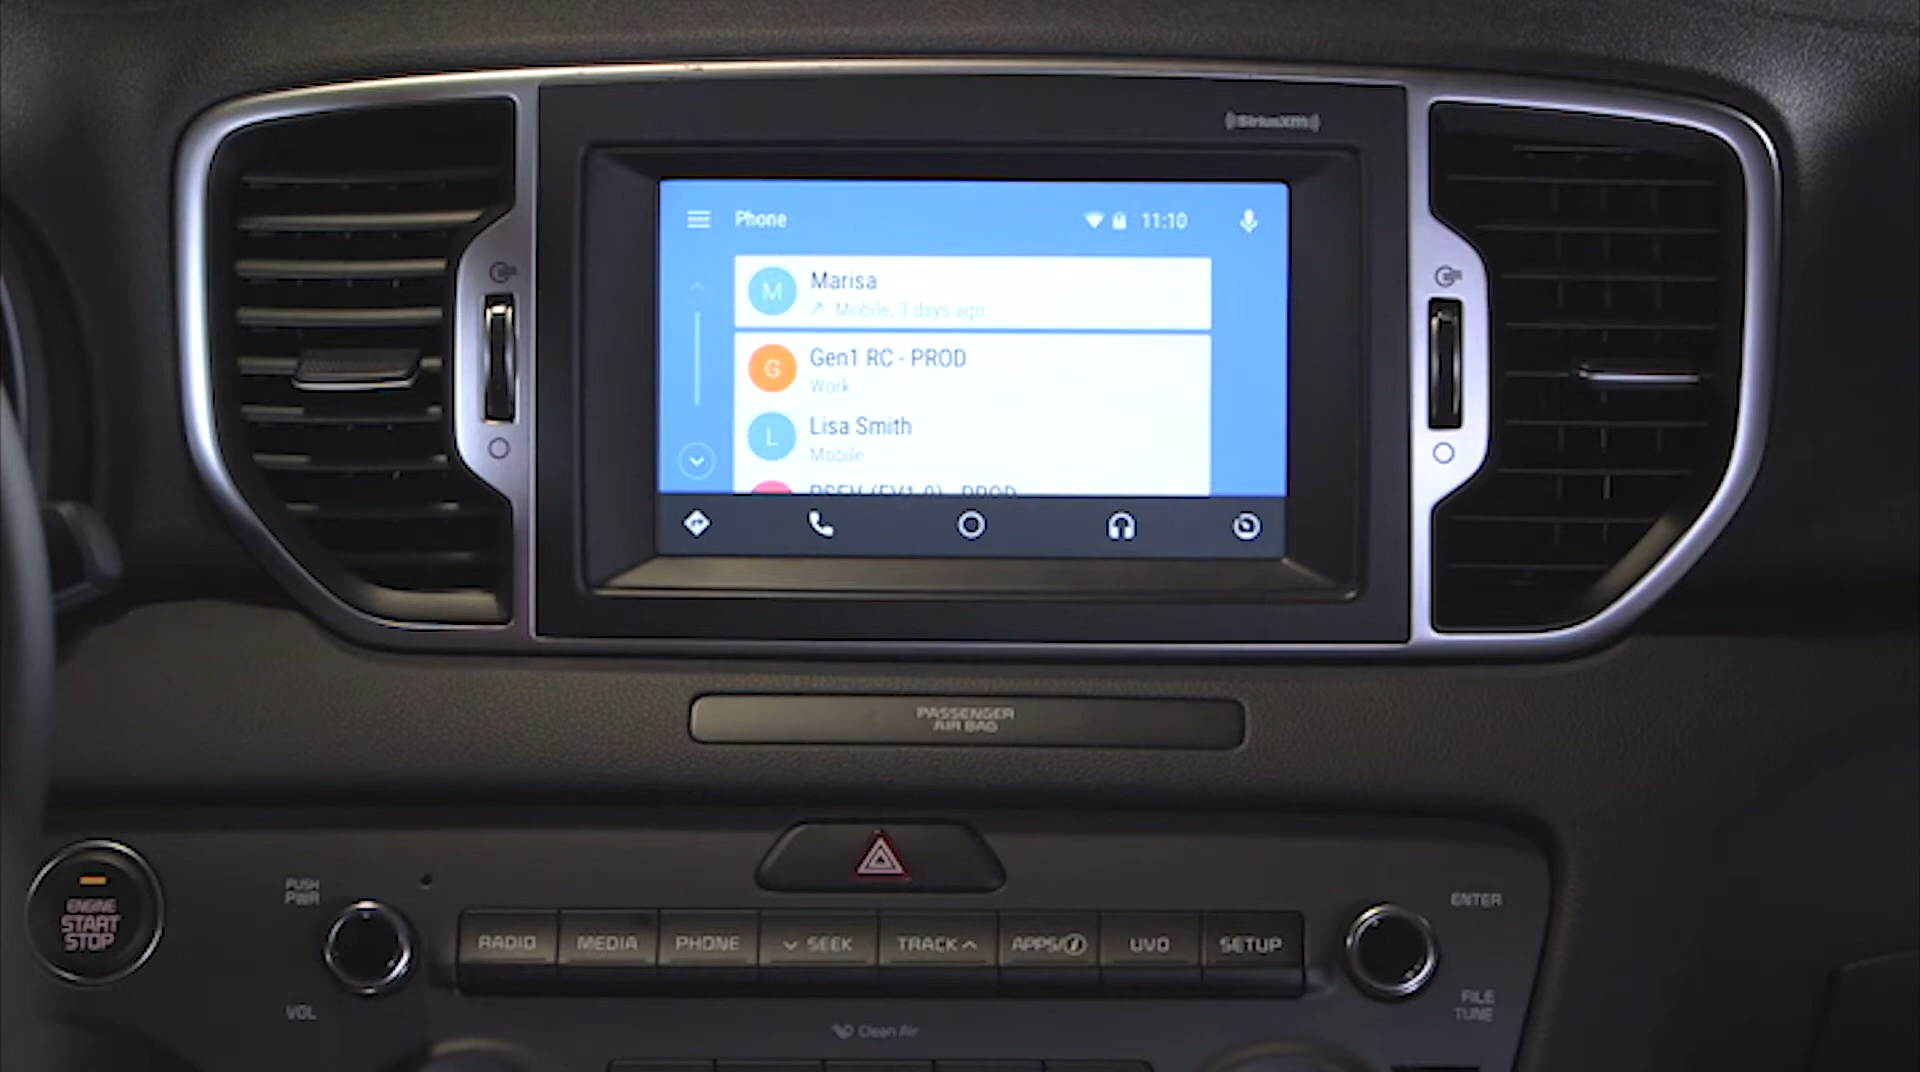 ((SiriusXM))
Phone
11:10
M
Marisa
Mobile, 3 days ago
G
Gen1 RC - PROD
Work
L
Lisa Smith
Mobile
PASSENGER
AIR BAG
ENGINE
START
STOP
PUSH
PWR
VOL
RADIO
MEDIA
PHONE
SEEK
TRACK
APPS/i
UVO
SETUP
ENTER
FILE
TUNE
Clean Air